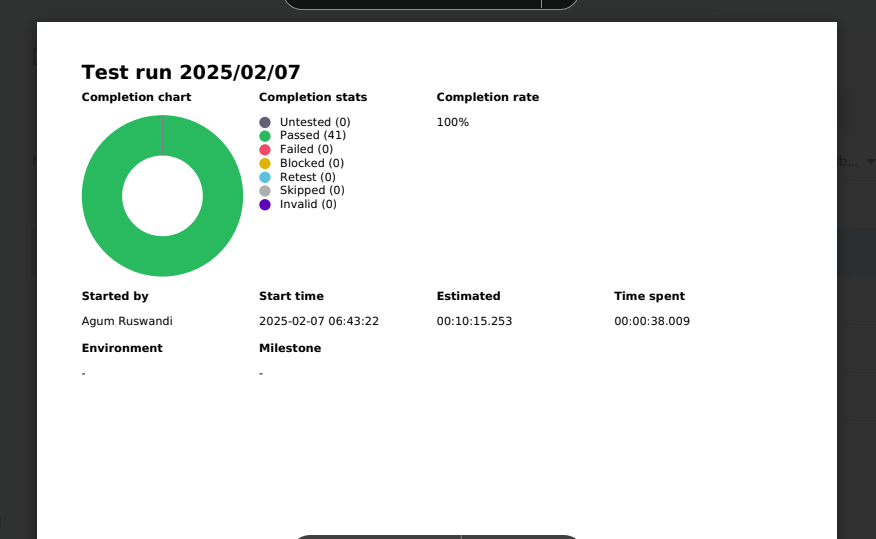 Test run 2025/02/07
Completion chart
Completion stats
Completion rate
Untested (0)
Passed (41)
Failed (0)
Blocked (0)
Retest (0)
Skipped (0)
Invalid (0)
100%
Started by
Start time
Estimated
Time spent
Agum Ruswandi
2025-02-07 06:43:22
00:10:15.253
00:00:38.009
Environment
Milestone
-
-
b...